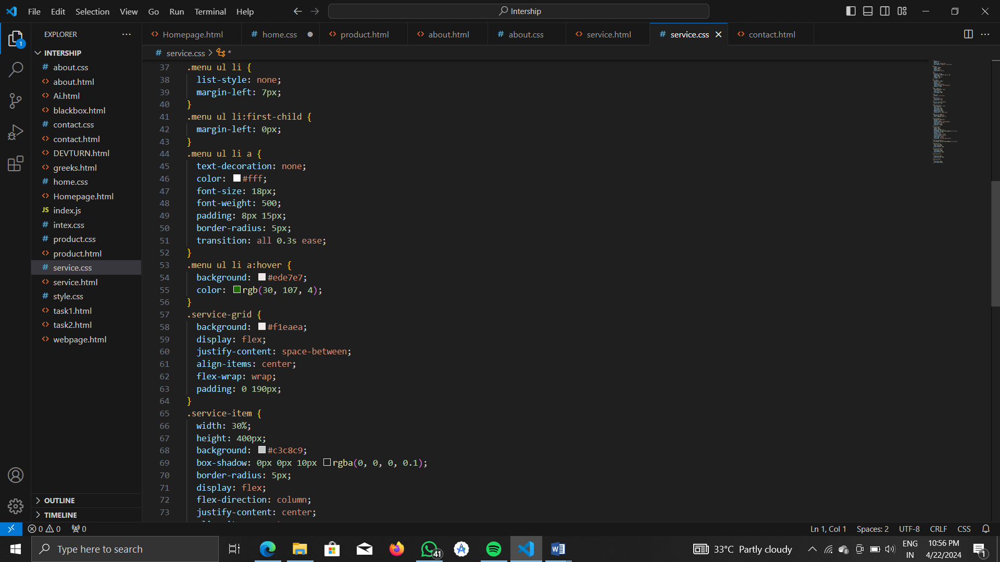 File Edit Selection View Go Run Terminal Help
Intership
EXPLORER
Homepage.html
home.css
product.html
about.html
about.css
service.html
service.css
contact.html
INTERSHIP
service.css > *
about.css
about.html
Ai.html
blackbox.html
contact.css
contact.html
DEVTURN.html
greeks.html
home.css
Homepage.html
index.js
intex.css
product.css
product.html
service.css
service.html
style.css
task1.html
task2.html
webpage.html
OUTLINE
TIMELINE
37 .menu ul li {
38 list-style: none;
39 margin-left: 7px;
40 }
41 .menu ul li:first-child {
42 margin-left: 0px;
43 }
44 .menu ul li a {
45 text-decoration: none;
46 color: #fff;
47 font-size: 18px;
48 font-weight: 500;
49 padding: 8px 15px;
50 border-radius: 5px;
51 transition: all 0.3s ease;
52 }
53 .menu ul li a:hover {
54 background: #ede7e7;
55 color: rgb(30, 107, 4);
56 }
57 .service-grid {
58 background: #f1eaea;
59 display: flex;
60 justify-content: space-between;
61 align-items: center;
62 flex-wrap: wrap;
63 padding: 0 190px;
64 }
65 .service-item {
66 width: 30%;
67 height: 400px;
68 background: #c3c8c9;
69 box-shadow: 0px 0px 10px rgba(0, 0, 0, 0.1);
70 border-radius: 5px;
71 display: flex;
72 flex-direction: column;
73 justify-content: center;
1
0 0 0
Ln 1, Col 1 Spaces: 2 UTF-8 CRLF CSS
Type here to search
41
33°C Partly cloudy
ENG
IN
10:56 PM
4/22/2024
1